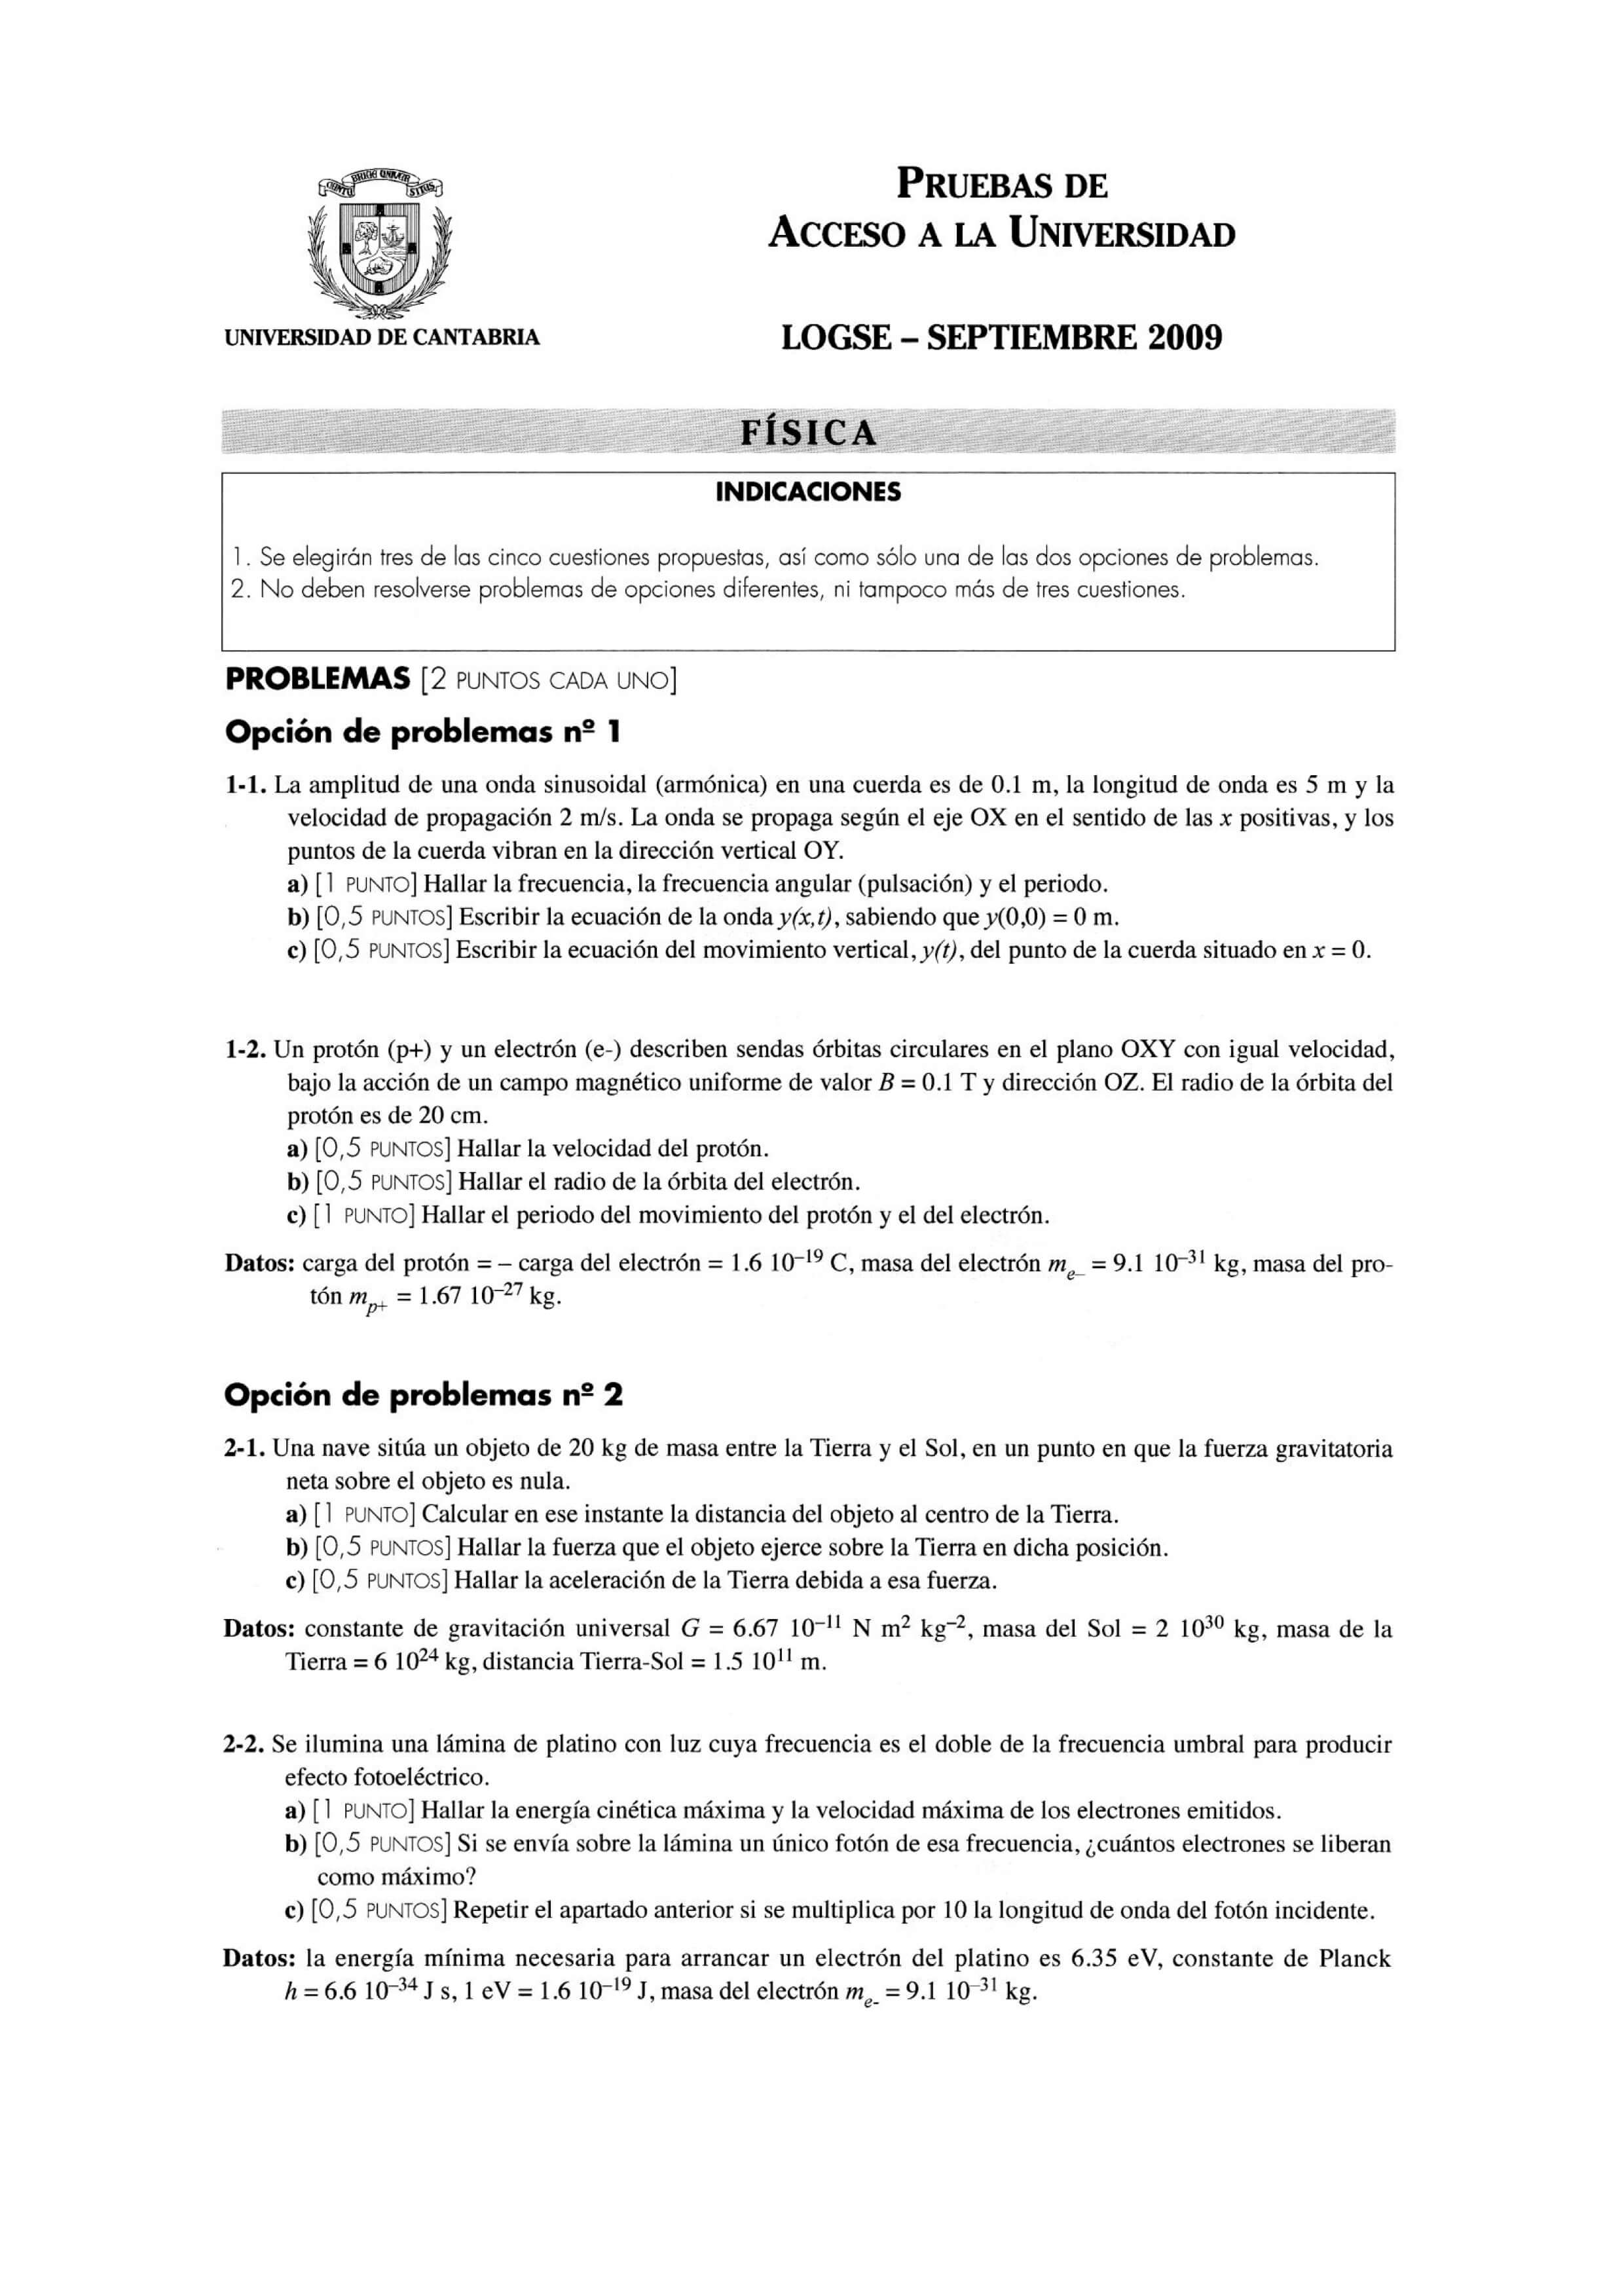 PRUEBAS DE
ACCESO A LA UNIVERSIDAD
UNIVERSIDAD DE CANTABRIA
LOGSE – SEPTIEMBRE 2009
FÍSICA
INDICACIONES
1. Se elegirán tres de las cinco cuestiones propuestas, así como sólo una de las dos opciones de problemas.
2. No deben resolverse problemas de opciones diferentes, ni tampoco más de tres cuestiones.
PROBLEMAS [2 PUNTOS CADA UNO]
Opción de problemas nº 1
1-1. La amplitud de una onda sinusoidal (armónica) en una cuerda es de 0.1 m, la longitud de onda es 5 m y la
velocidad de propagación 2 m/s. La onda se propaga según el eje OX en el sentido de las x positivas, y los
puntos de la cuerda vibran en la dirección vertical OY.
a) [1 PUNTO] Hallar la frecuencia, la frecuencia angular (pulsación) y el periodo.
b) [0,5 PUNTOS] Escribir la ecuación de la onda y(x,t), sabiendo que y(0,0) = 0 m.
c) [0,5 PUNTOS] Escribir la ecuación del movimiento vertical, y(t), del punto de la cuerda situado en x = 0.
1-2. Un protón (p+) y un electrón (e-) describen sendas órbitas circulares en el plano OXY con igual velocidad,
bajo la acción de un campo magnético uniforme de valor B = 0.1 T y dirección OZ. El radio de la órbita del
protón es de 20 cm.
a) [0,5 PUNTOS] Hallar la velocidad del protón.
b) [0,5 PUNTOS] Hallar el radio de la órbita del electrón.
c) [1 PUNTO] Hallar el periodo del movimiento del protón y el del electrón.
Datos: carga del protón = – carga del electrón = 1.6 10⁻¹⁹ C, masa del electrón mₑ₋ = 9.1 10⁻³¹ kg, masa del pro-
tón mₚ₊ = 1.67 10⁻²⁷ kg.
Opción de problemas nº 2
2-1. Una nave sitúa un objeto de 20 kg de masa entre la Tierra y el Sol, en un punto en que la fuerza gravitatoria
neta sobre el objeto es nula.
a) [1 PUNTO] Calcular en ese instante la distancia del objeto al centro de la Tierra.
b) [0,5 PUNTOS] Hallar la fuerza que el objeto ejerce sobre la Tierra en dicha posición.
c) [0,5 PUNTOS] Hallar la aceleración de la Tierra debida a esa fuerza.
Datos: constante de gravitación universal G = 6.67 10⁻¹¹ N m² kg⁻², masa del Sol = 2 10³⁰ kg, masa de la
Tierra = 6 10²⁴ kg, distancia Tierra-Sol = 1.5 10¹¹ m.
2-2. Se ilumina una lámina de platino con luz cuya frecuencia es el doble de la frecuencia umbral para producir
efecto fotoeléctrico.
a) [1 PUNTO] Hallar la energía cinética máxima y la velocidad máxima de los electrones emitidos.
b) [0,5 PUNTOS] Si se envía sobre la lámina un único fotón de esa frecuencia, ¿cuántos electrones se liberan
como máximo?
c) [0,5 PUNTOS] Repetir el apartado anterior si se multiplica por 10 la longitud de onda del fotón incidente.
Datos: la energía mínima necesaria para arrancar un electrón del platino es 6.35 eV, constante de Planck
h = 6.6 10⁻³⁴ J s, 1 eV = 1.6 10⁻¹⁹ J, masa del electrón mₑ₋ = 9.1 10⁻³¹ kg.